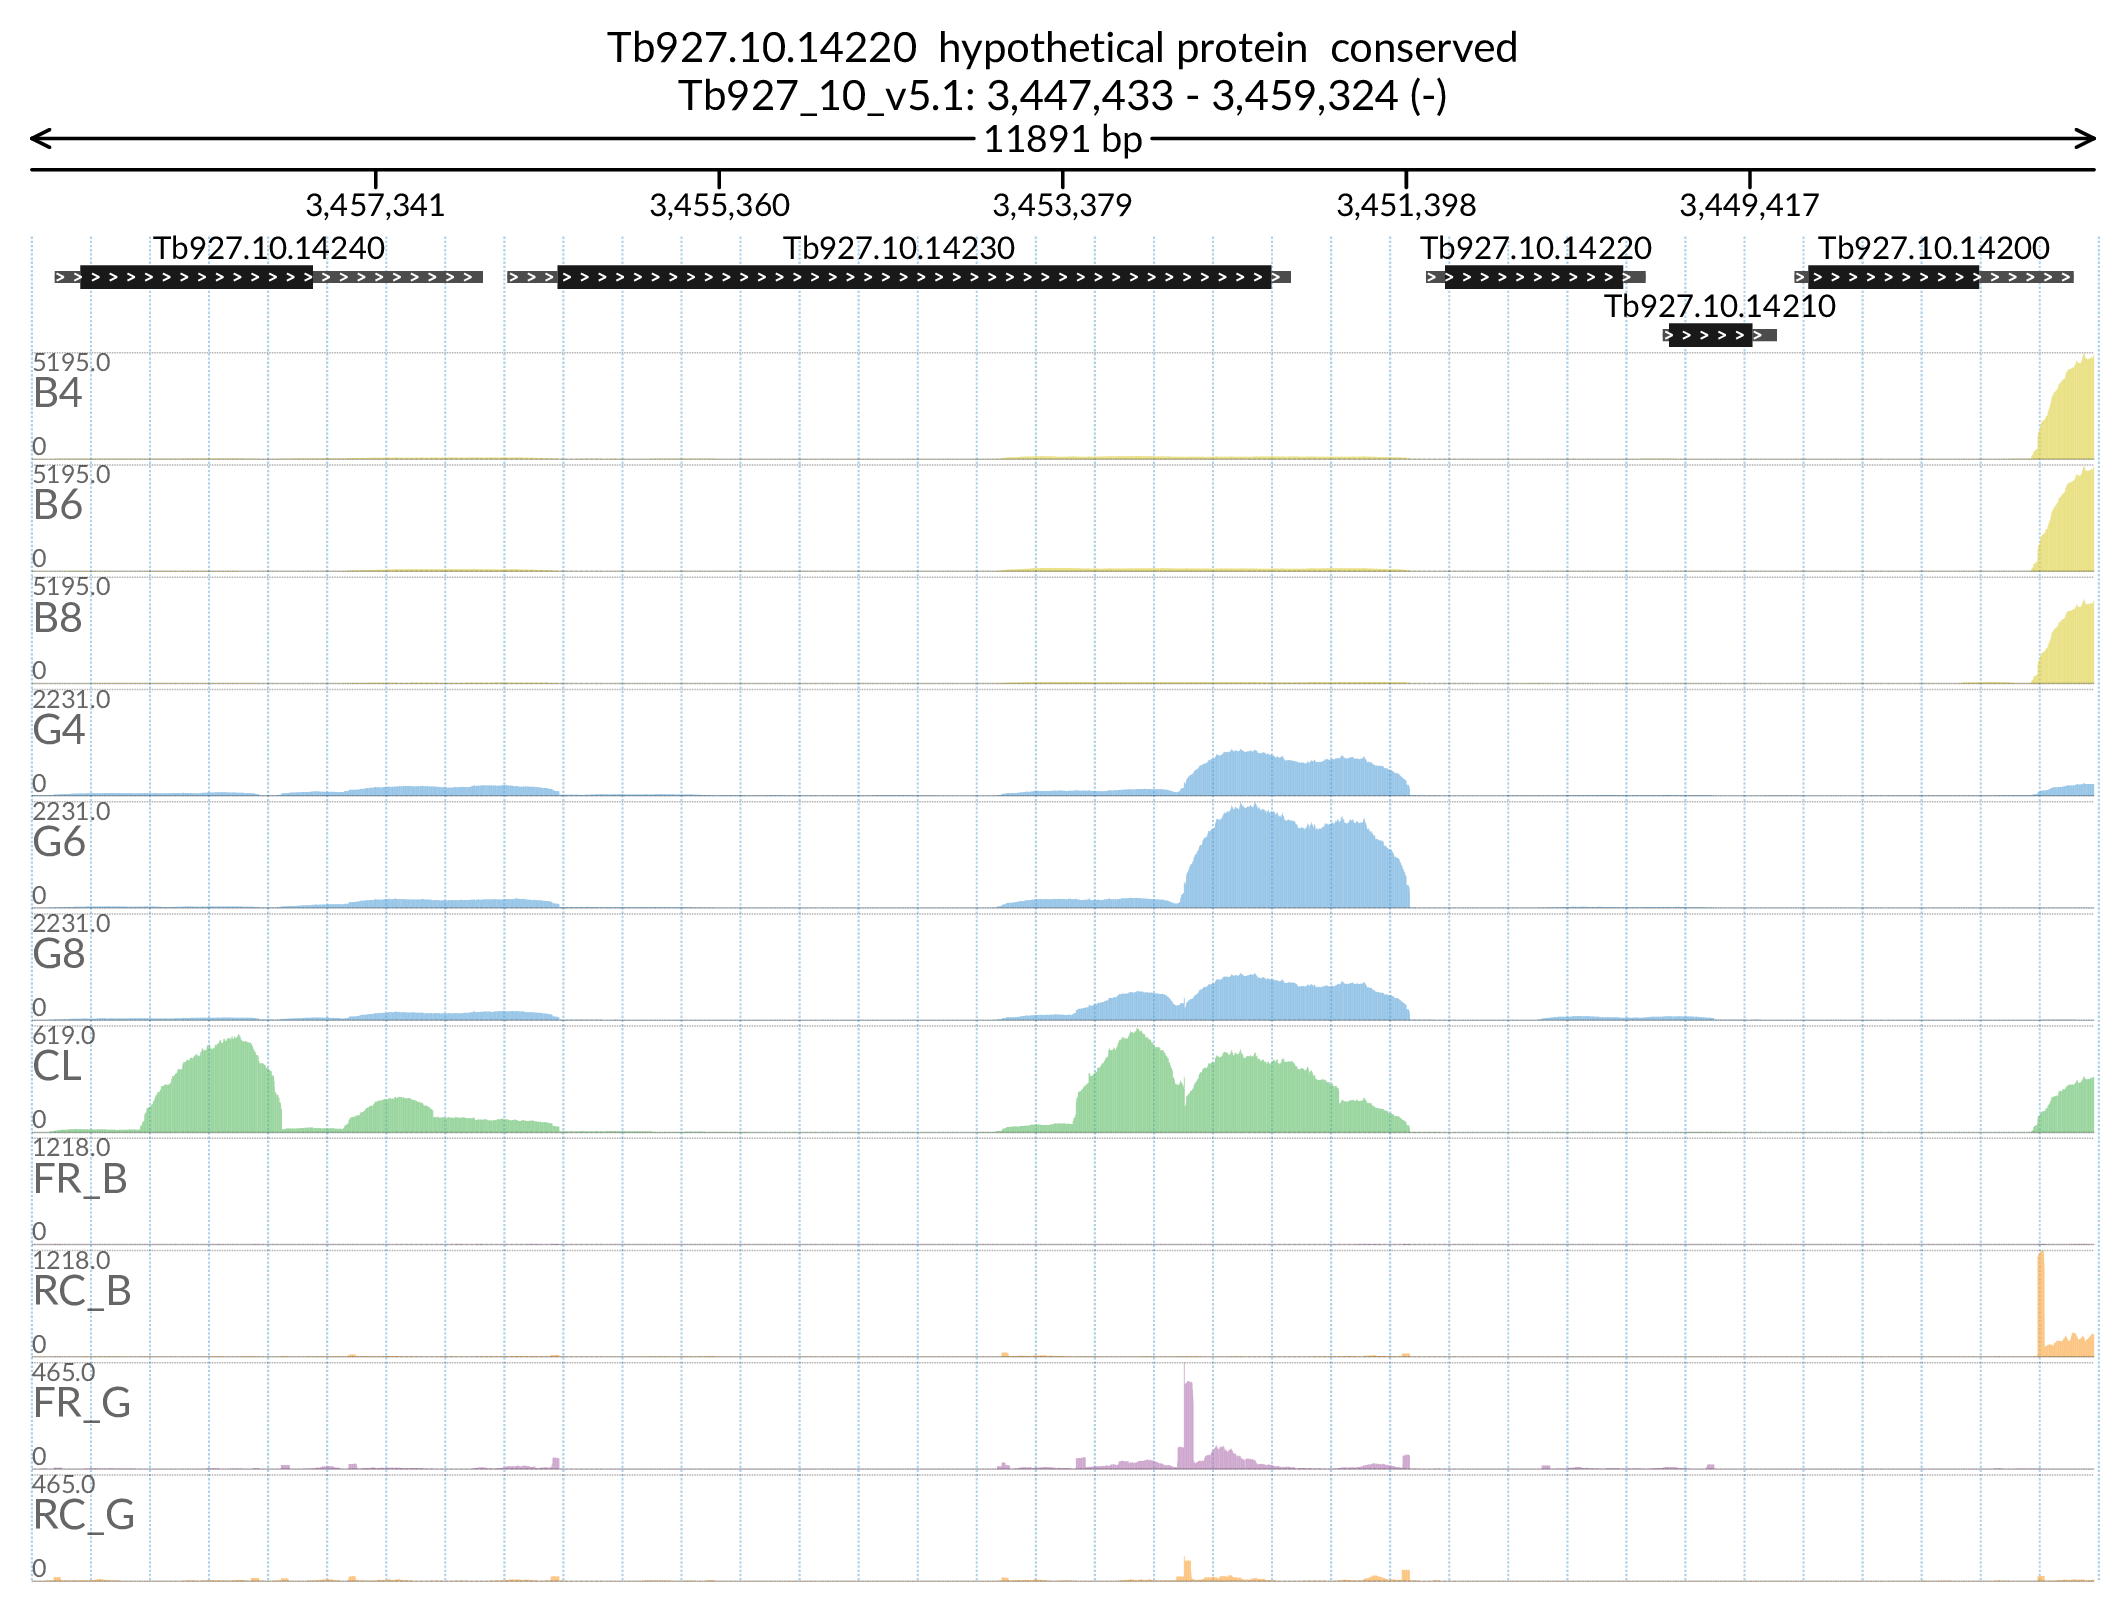 Tb927.10.14220  hypothetical protein  conserved
Tb927_10_v5.1: 3,447,433 - 3,459,324 (-)
11891 bp
3,457,341 3,455,360 3,453,379 3,451,398 3,449,417
Tb927.10.14240 Tb927.10.14230 Tb927.10.14220 Tb927.10.14200
Tb927.10.14210
5195.0
B4
0
5195.0
B6
0
5195.0
B8
0
2231.0
G4
0
2231.0
G6
0
2231.0
G8
0
619.0
CL
0
1218.0
FR_B
0
1218.0
RC_B
0
465.0
FR_G
0
465.0
RC_G
0